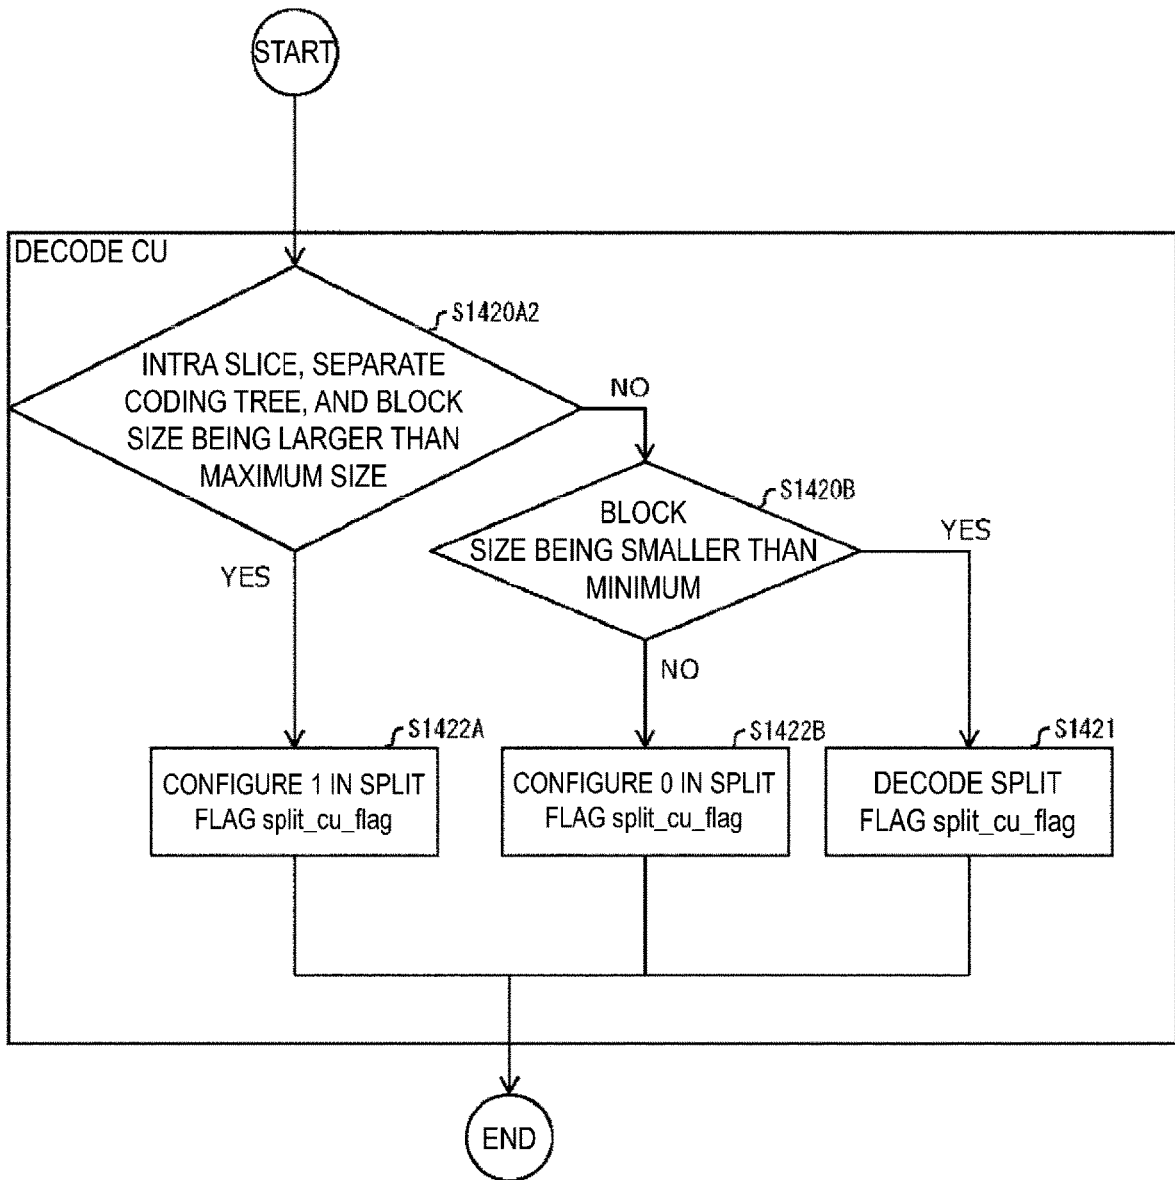 START
DECODE CU
S1420A2
INTRA SLICE, SEPARATE
CODING TREE, AND BLOCK
SIZE BEING LARGER THAN
MAXIMUM SIZE
NO
S1420B
BLOCK
SIZE BEING SMALLER THAN
MINIMUM
YES
YES
NO
S1422A
CONFIGURE 1 IN SPLIT
FLAG split_cu_flag
S1422B
CONFIGURE 0 IN SPLIT
FLAG split_cu_flag
S1421
DECODE SPLIT
FLAG split_cu_flag
END